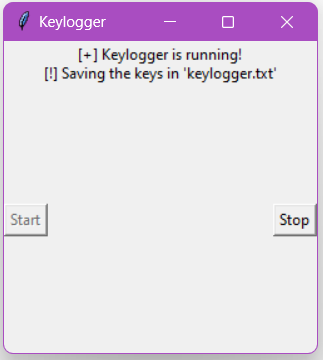 Keylogger
[+] Keylogger is running!
[!] Saving the keys in 'keylogger.txt'
Start
Stop